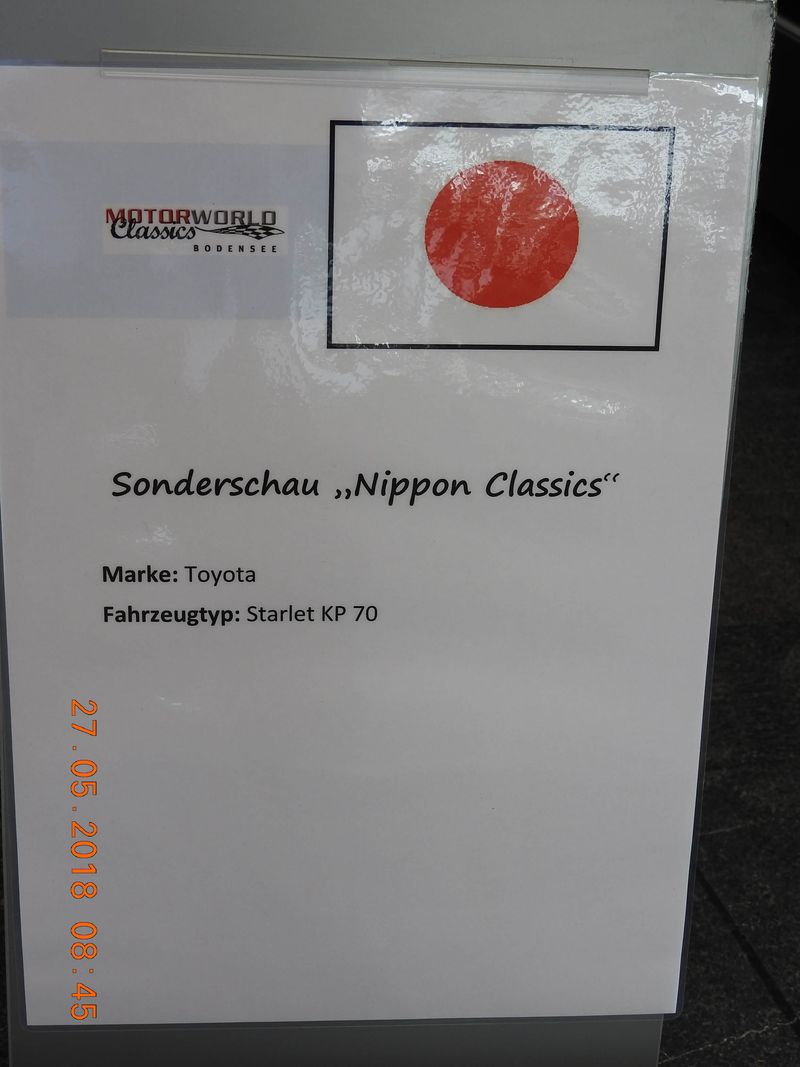 MOTORWORLD
Classics
BODENSEE
Sonderschau „Nippon Classics“
Marke: Toyota
Fahrzeugtyp: Starlet KP 70
27.05.2018 08:45